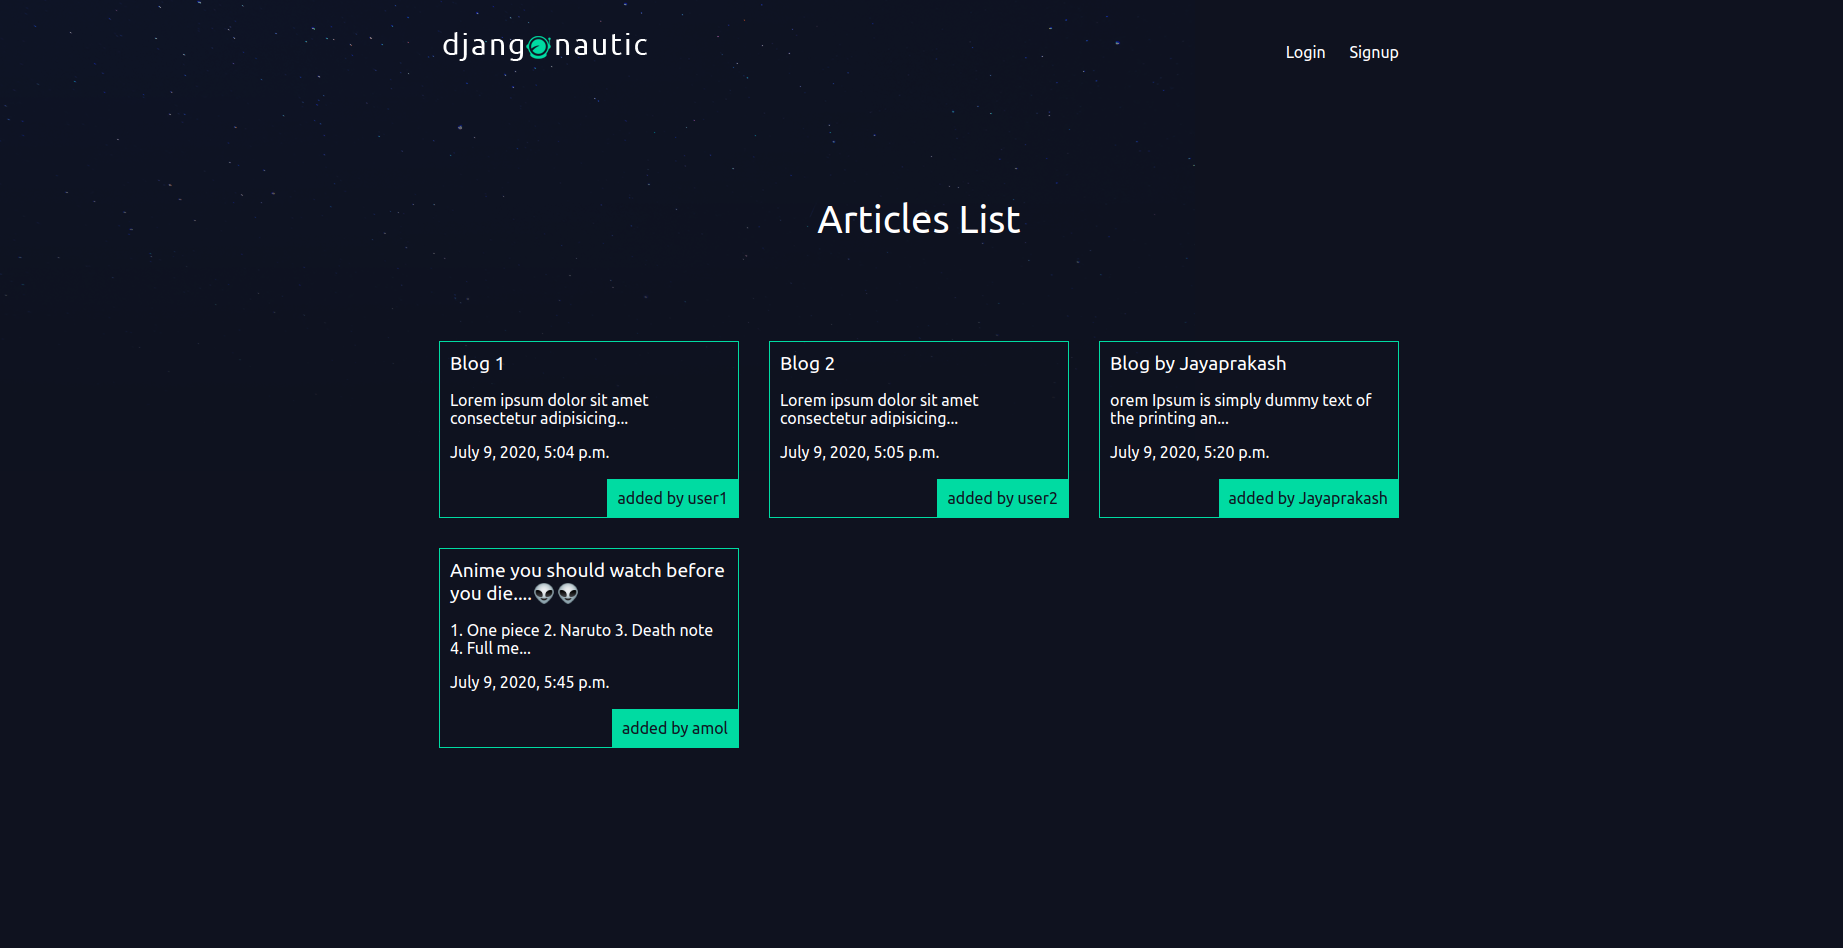 djangonautic
Login Signup
Articles List
Blog 1
Lorem ipsum dolor sit amet
consectetur adipisicing...
July 9, 2020, 5:04 p.m.
added by user1
Blog 2
Lorem ipsum dolor sit amet
consectetur adipisicing...
July 9, 2020, 5:05 p.m.
added by user2
Blog by Jayaprakash
orem Ipsum is simply dummy text of
the printing an...
July 9, 2020, 5:20 p.m.
added by Jayaprakash
Anime you should watch before
you die....👽👽
1. One piece 2. Naruto 3. Death note
4. Full me...
July 9, 2020, 5:45 p.m.
added by amol